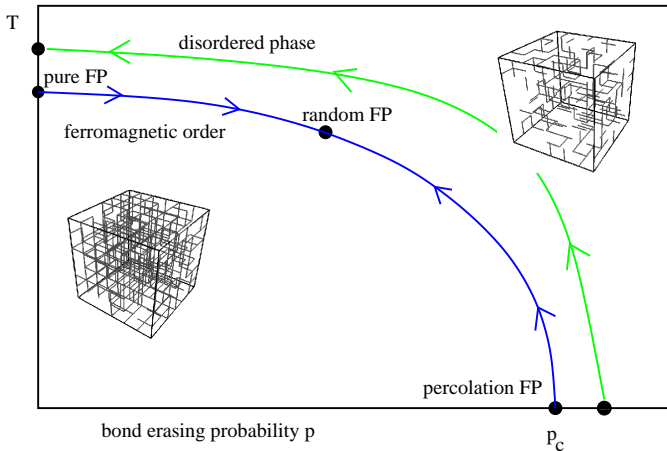 T
disordered phase
pure FP
random FP
ferromagnetic order
percolation FP
bond erasing probability p
p_c